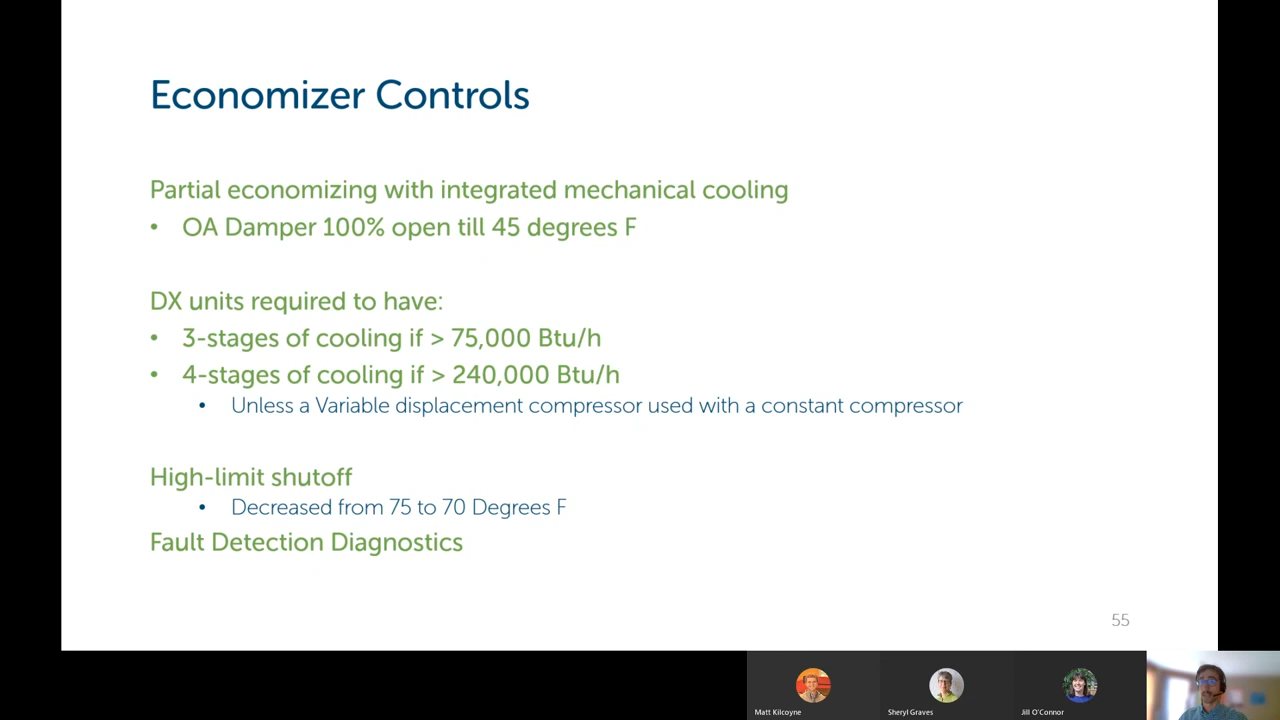 Economizer Controls
Partial economizing with integrated mechanical cooling
• OA Damper 100% open till 45 degrees F
DX units required to have:
• 3-stages of cooling if > 75,000 Btu/h
• 4-stages of cooling if > 240,000 Btu/h
• Unless a Variable displacement compressor used with a constant compressor
High-limit shutoff
• Decreased from 75 to 70 Degrees F
Fault Detection Diagnostics
55
Matt Kilcoyne
Sheryl Graves
Jill O'Connor